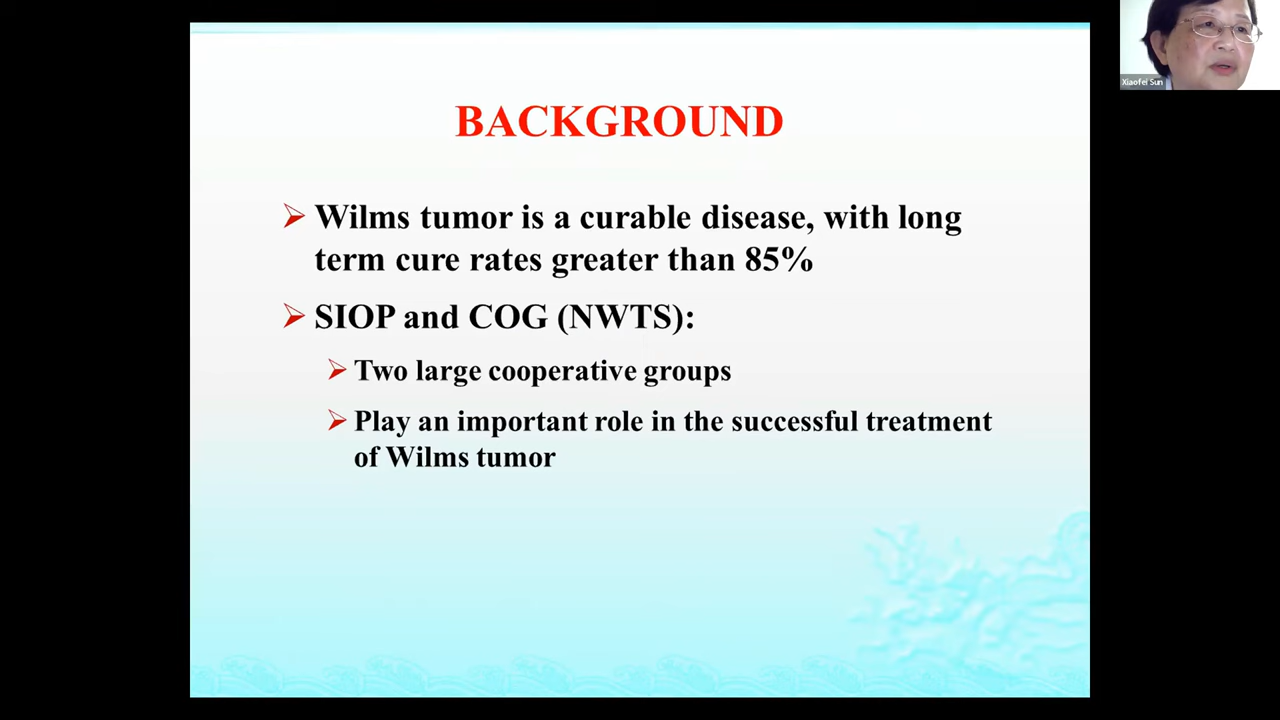 BACKGROUND
Wilms tumor is a curable disease, with long
term cure rates greater than 85%
SIOP and COG (NWTS):
Two large cooperative groups
Play an important role in the successful treatment
of Wilms tumor
Xiaofei Sun